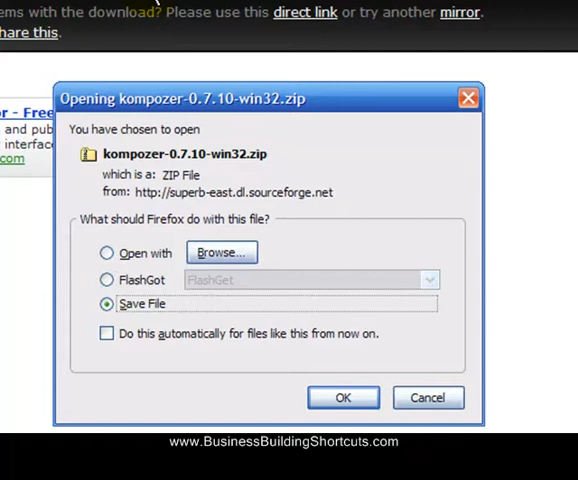 ems with the download? Please use this direct link or try another mirror.
hare this.
or - Free
and pub
interfac
com
Opening kompozer-0.7.10-win32.zip
You have chosen to open
kompozer-0.7.10-win32.zip
which is a: ZIP File
from: http://superb-east.dl.sourceforge.net
What should Firefox do with this file?
Open with Browse...
FlashGot FlashGet
Save File
Do this automatically for files like this from now on.
OK Cancel
www.BusinessBuildingShortcuts.com